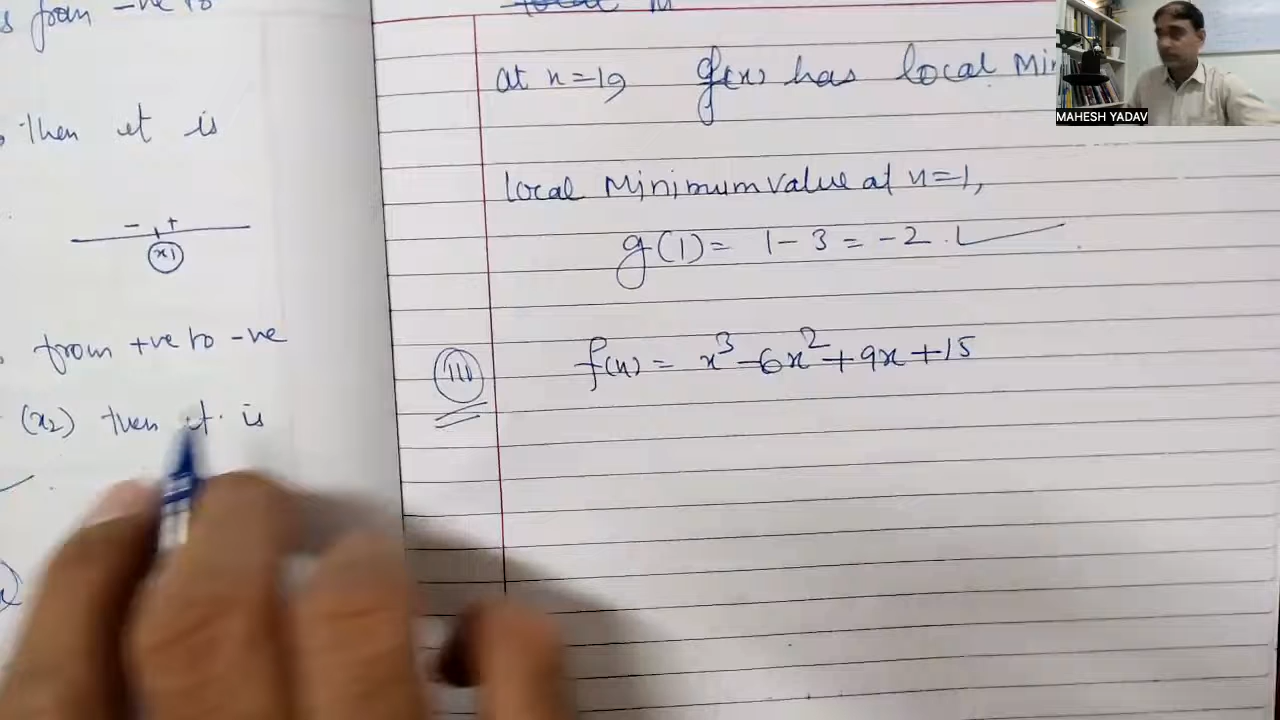 s from -ve to
then it is
- +
x1
from +ve to -ve
(x2) then it is
at x=1, g(x) has local Min
local Minimum value at x=1,
g(1) = 1 - 3 = -2.
(III) f(x) = x³ - 6x² + 9x + 15
MAHESH YADAV